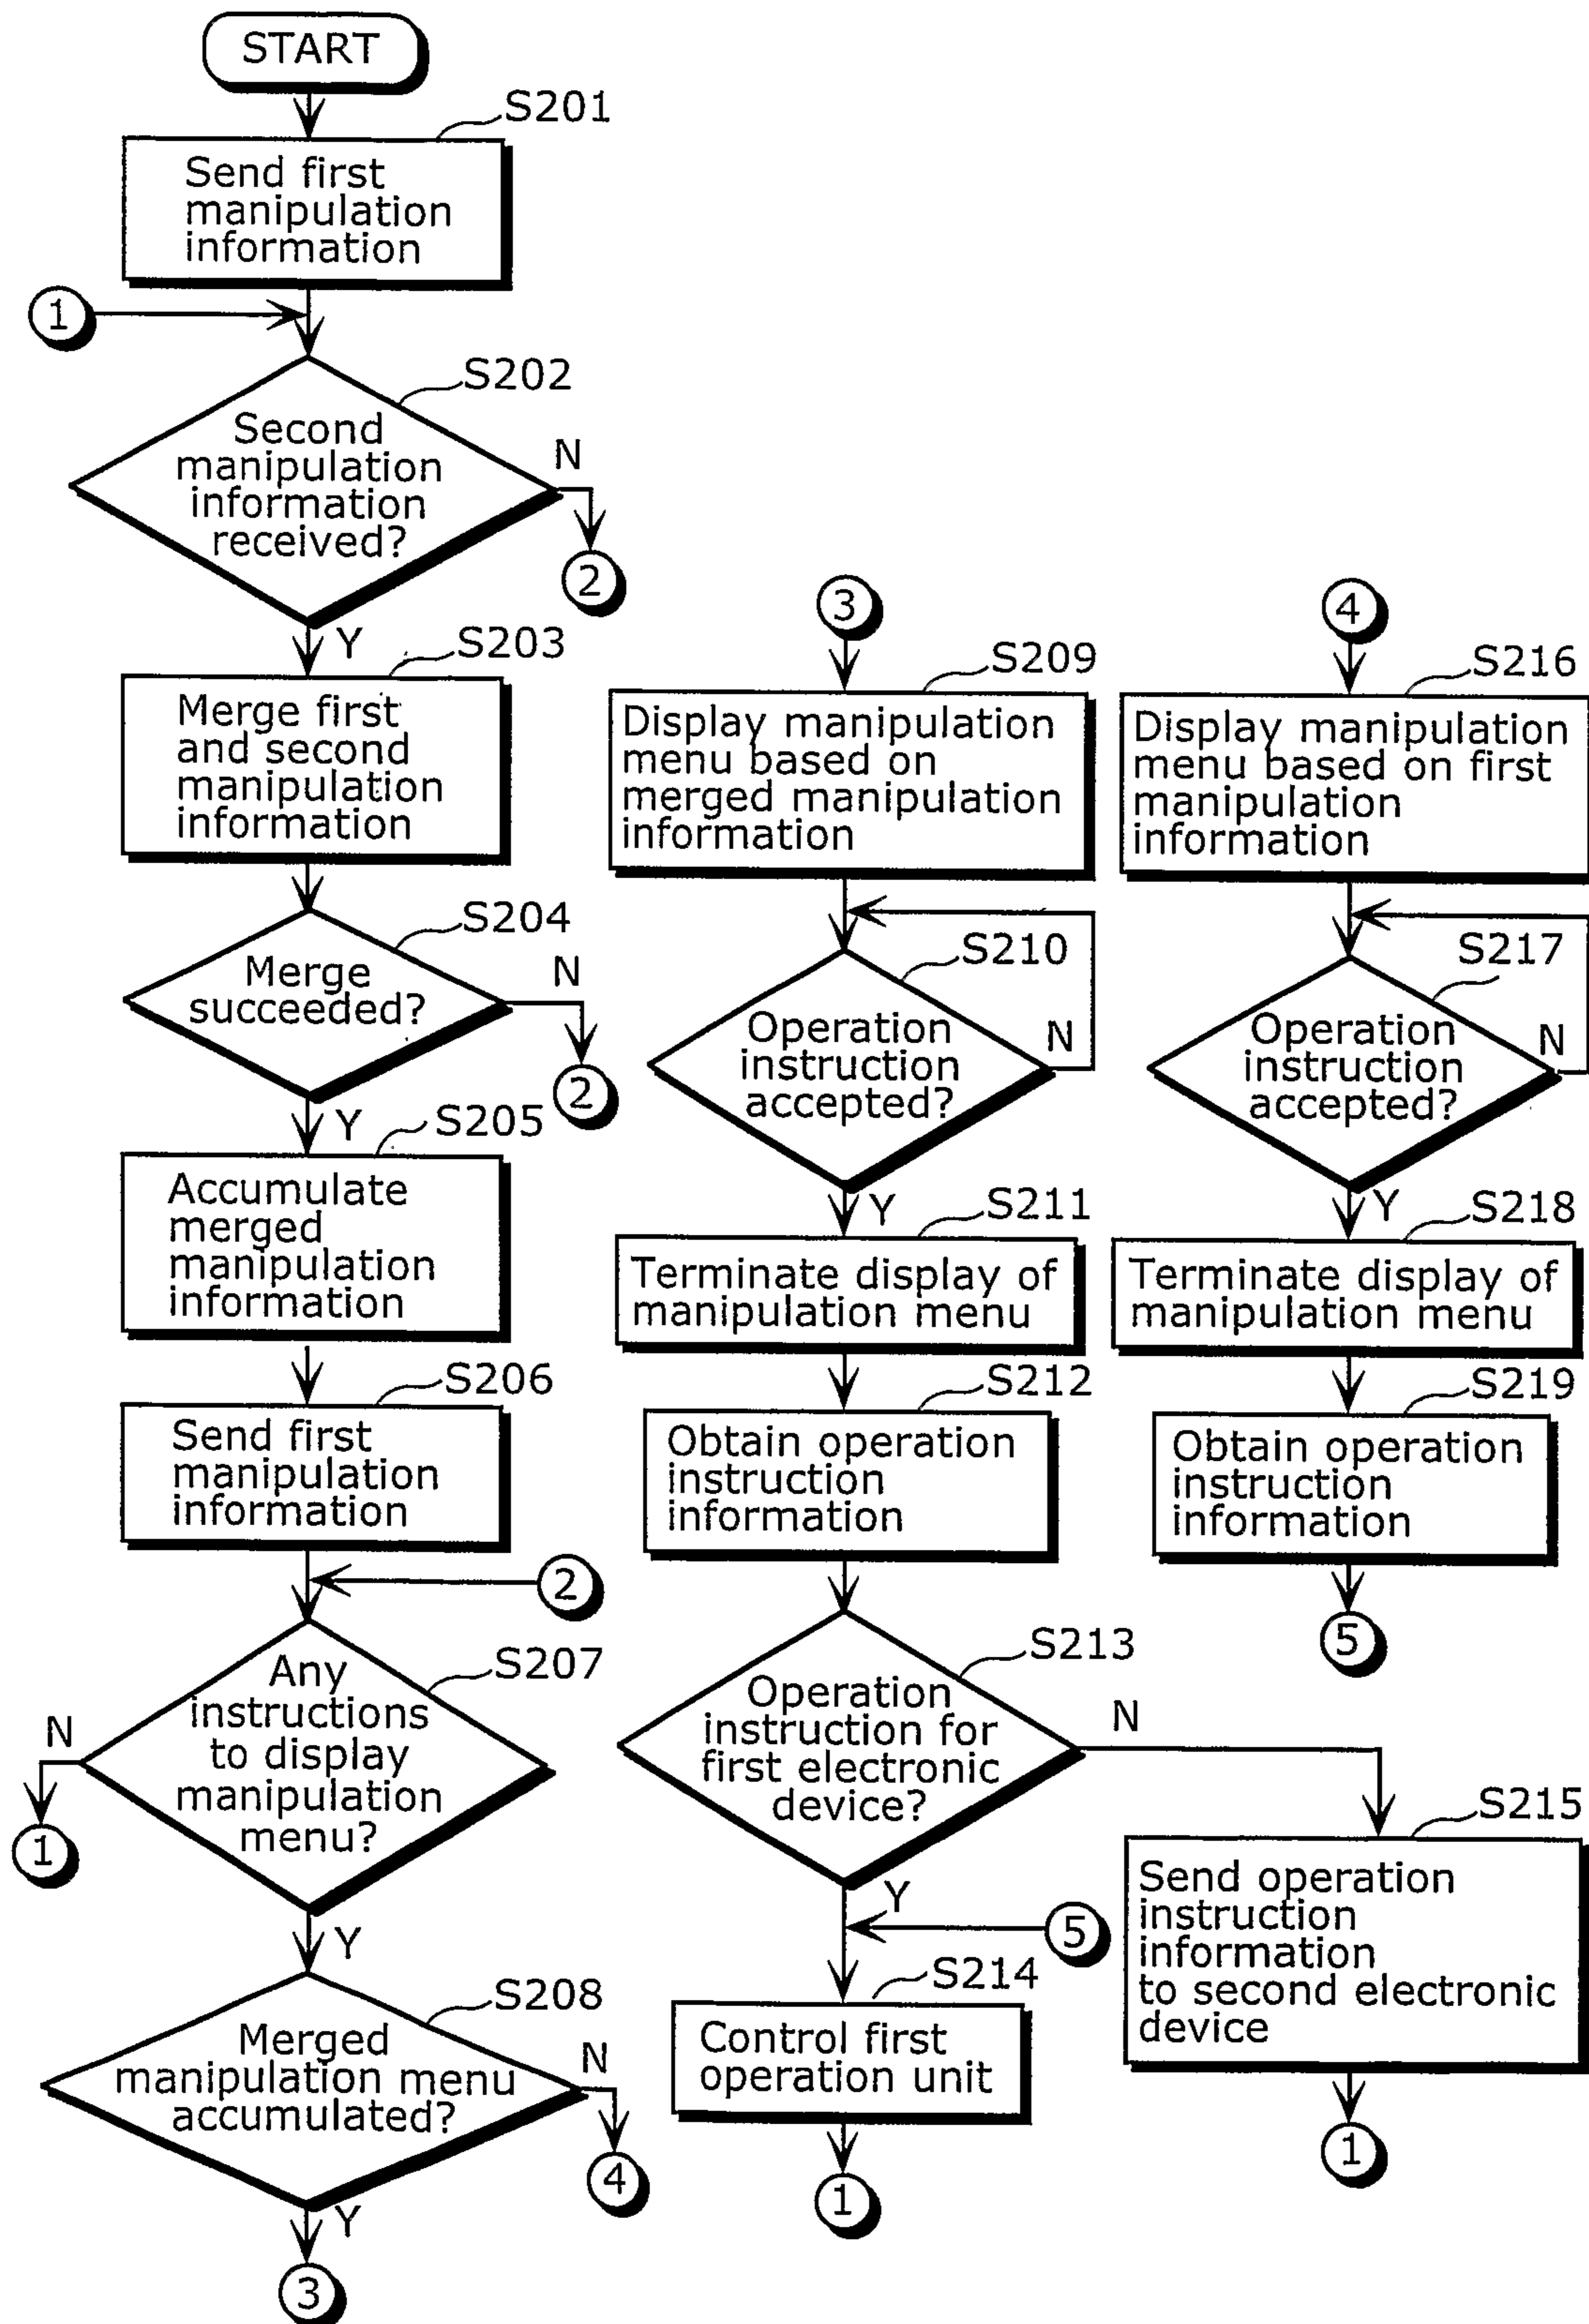 START
S201
Send first
manipulation
information
1
S202
Second
manipulation
information
received?
N
2
Y
S203
Merge first
and second
manipulation
information
S204
Merge
succeeded?
N
2
Y
S205
Accumulate
merged
manipulation
information
S206
Send first
manipulation
information
2
S207
Any
instructions
to display
manipulation
menu?
N
1
Y
S208
Merged
manipulation menu
accumulated?
N
4
Y
3
3
S209
Display manipulation
menu based on
merged manipulation
information
S210
Operation
instruction
accepted?
N
Y
S211
Terminate display of
manipulation menu
S212
Obtain operation
instruction
information
S213
Operation
instruction for
first electronic
device?
N
Y
5
S214
Control first
operation unit
1
4
S216
Display manipulation
menu based on first
manipulation
information
S217
Operation
instruction
accepted?
N
Y
S218
Terminate display of
manipulation menu
S219
Obtain operation
instruction
information
5
S215
Send operation
instruction
information
to second electronic
device
1